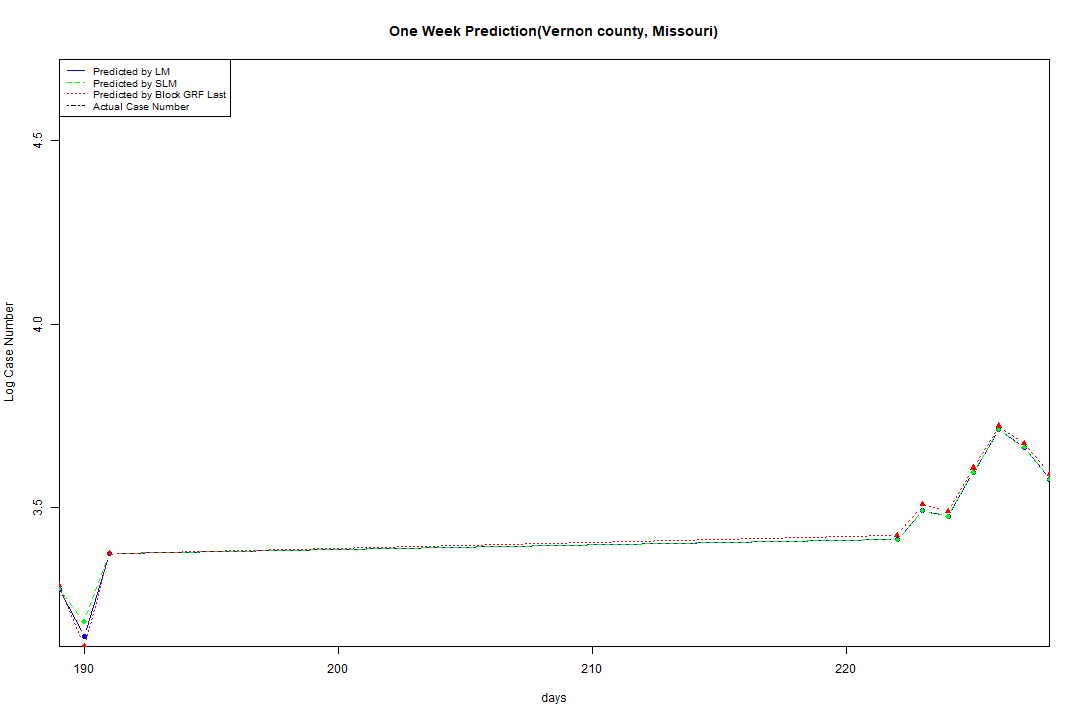 One Week Prediction(Vernon county, Missouri)
Predicted by LM
Predicted by SLM
Predicted by Block GRF Last
Actual Case Number
4.5
4.0
3.5
Log Case Number
190
200
210
220
days